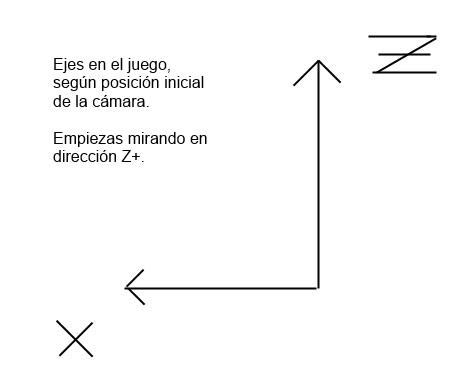 Z
Ejes en el juego,
según posición inicial
de la cámara.
Empiezas mirando en
dirección Z+.
X